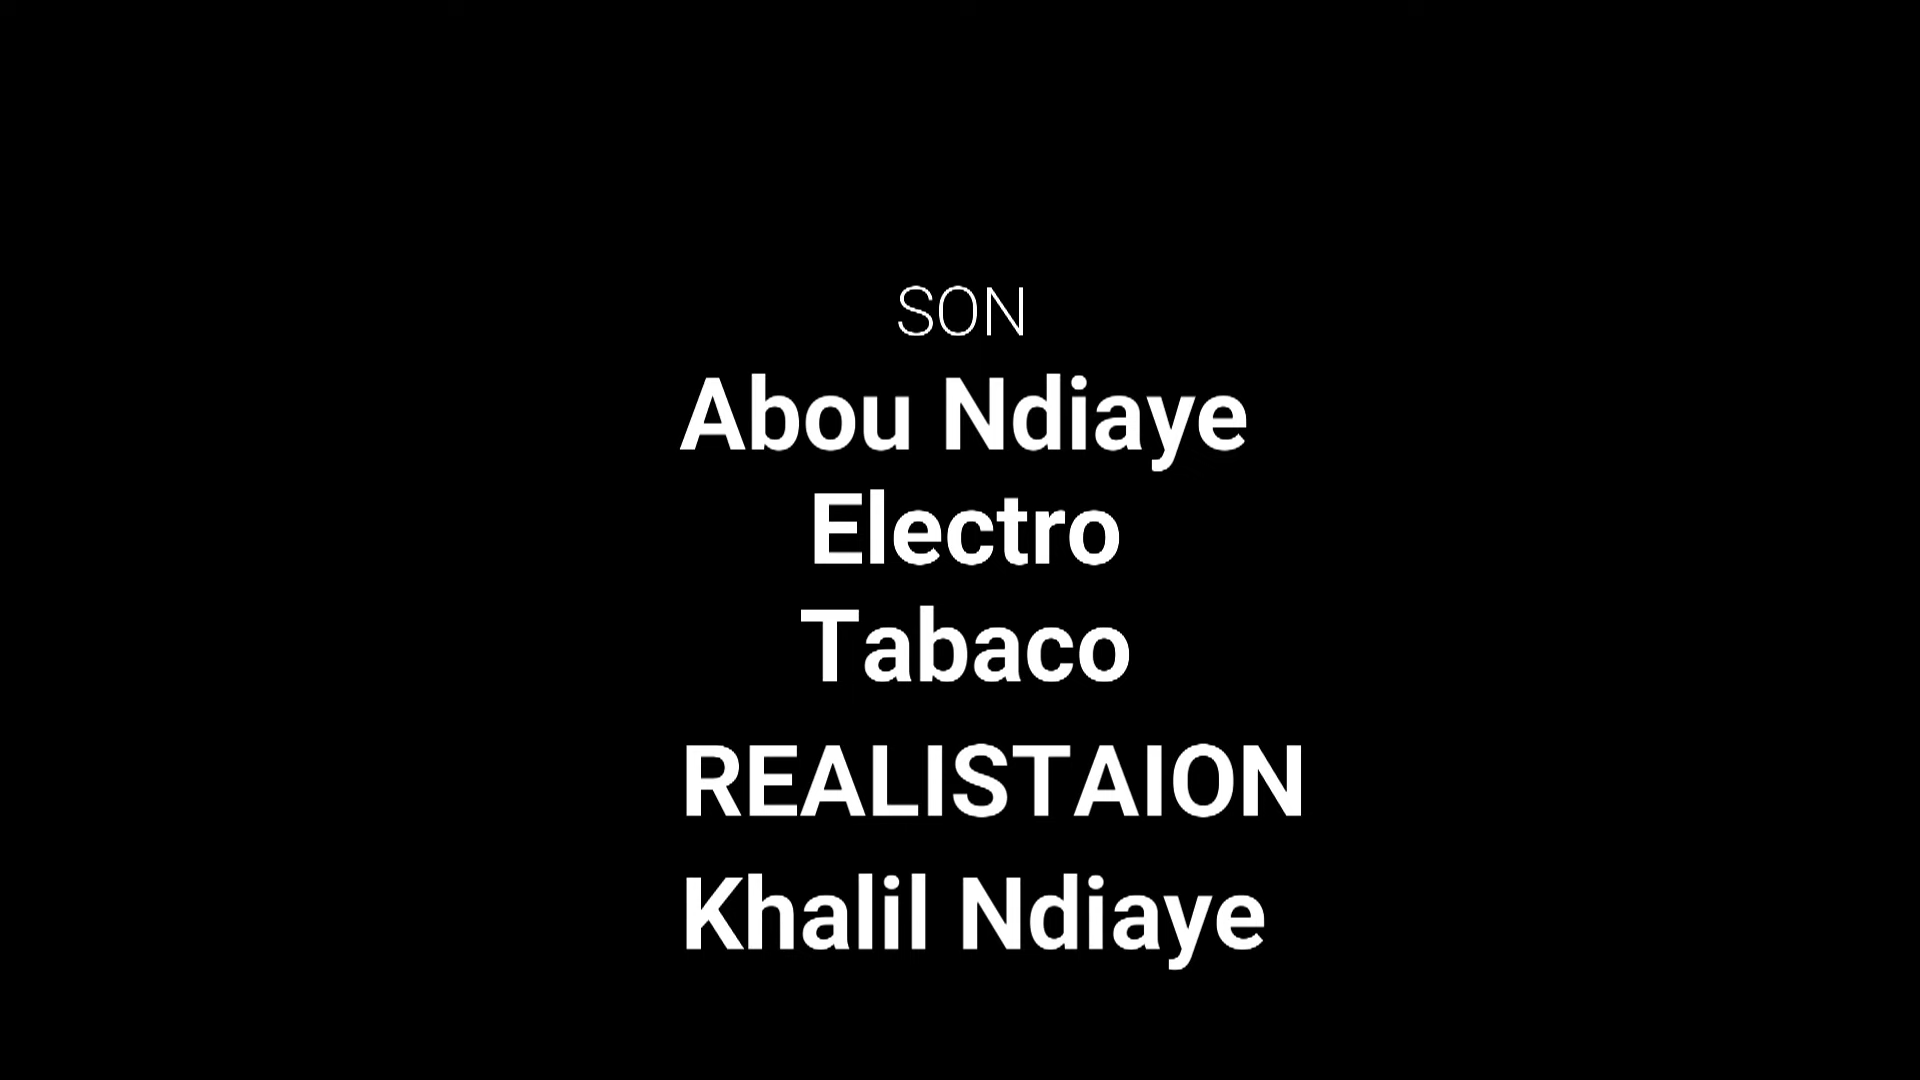 SON
Abou Ndiaye
Electro
Tabaco
REALISTAION
Khalil Ndiaye